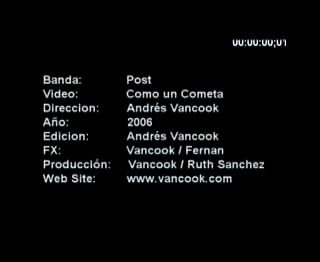 00:00:00;01
Banda: Post
Video: Como un Cometa
Direccion: Andrés Vancook
Año: 2006
Edicion: Andrés Vancook
FX: Vancook / Fernan
Producción: Vancook / Ruth Sanchez
Web Site: www.vancook.com